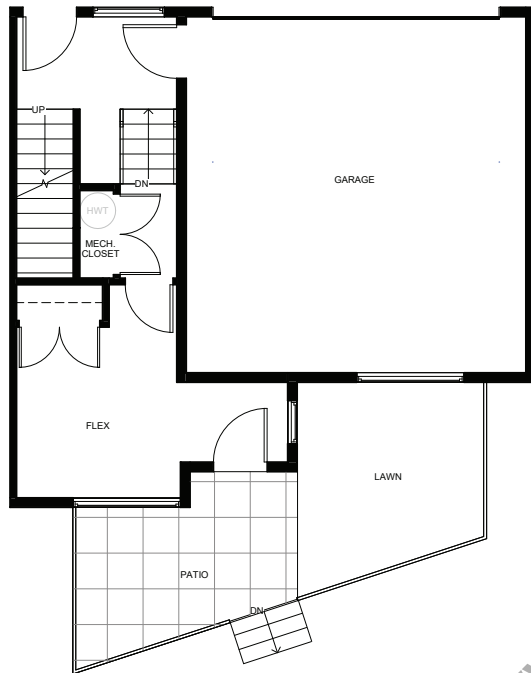 UP
GARAGE
DN
HWT
MECH.
CLOSET
FLEX
LAWN
PATIO
DN